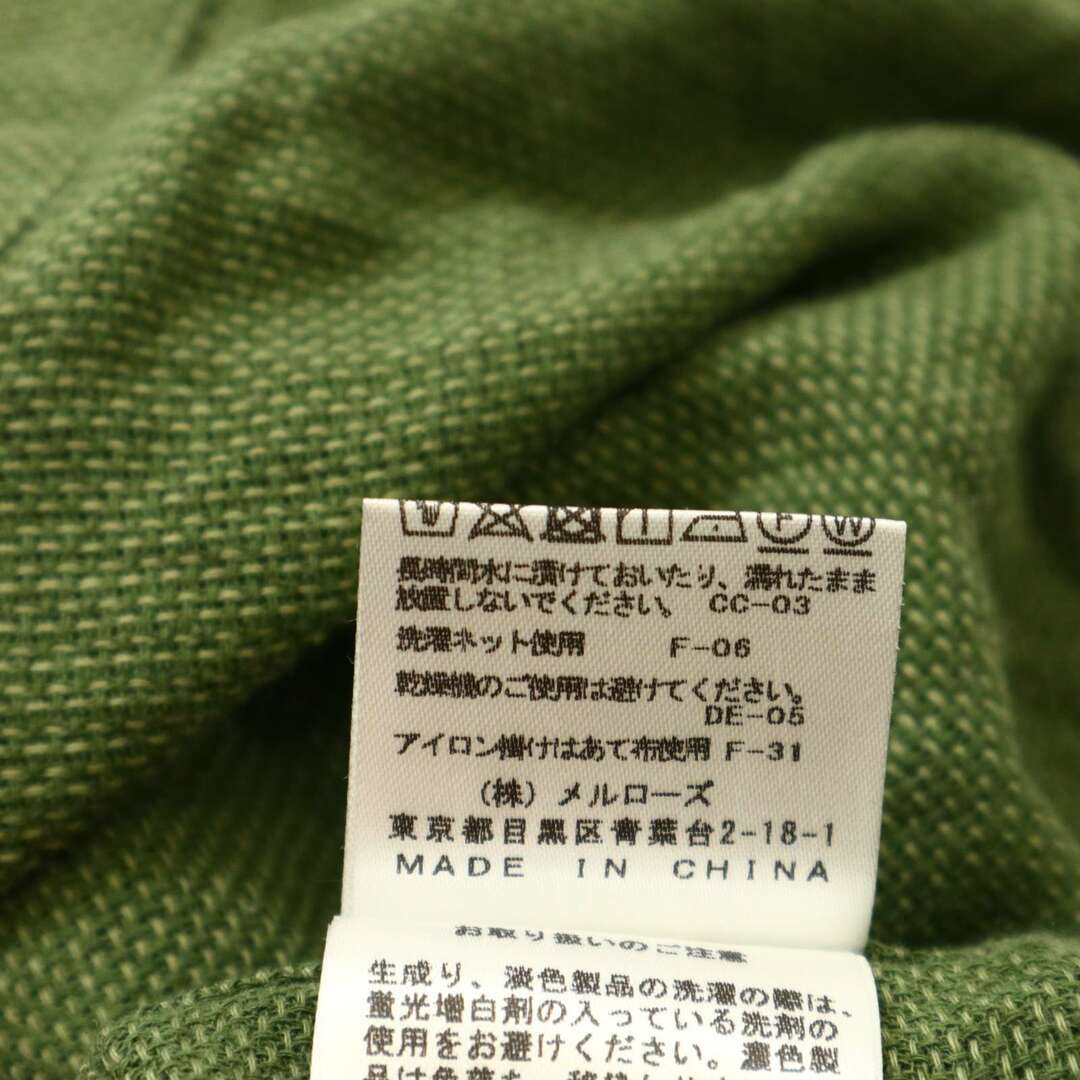 長時間水に漬けておいたり、濡れたまま
放置しないでください。 CC-03
洗濯ネット使用 F-06
乾燥機のご使用は避けてください。
DE-05
アイロン掛けはあて布使用 F-31
（株）メルローズ
東京都目黒区青葉台2-18-1
MADE IN CHINA
お取り扱いのご注意
生成り、淡色製品の洗濯の際は、
蛍光増白剤の入っている洗剤の
使用をお避けください。濃色製
品は色落ち、移染